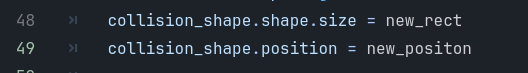 48 collision_shape.shape.size = new_rect
49 collision_shape.position = new_positon